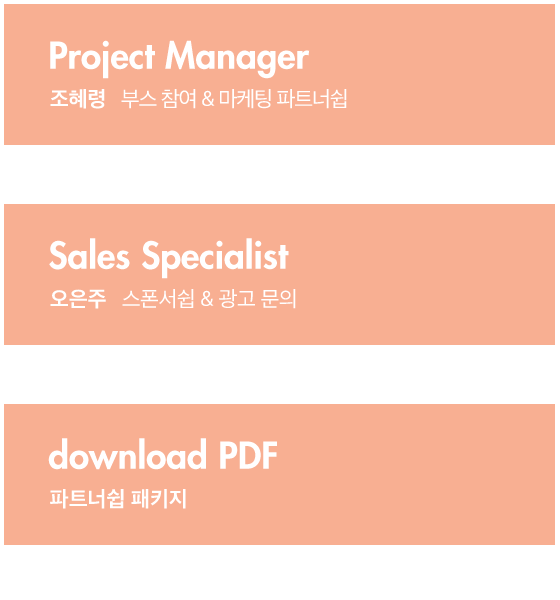 Project Manager
조혜령 부스 참여 & 마케팅 파트너쉽
Sales Specialist
오은주 스폰서쉽 & 광고 문의
download PDF
파트너쉽 패키지